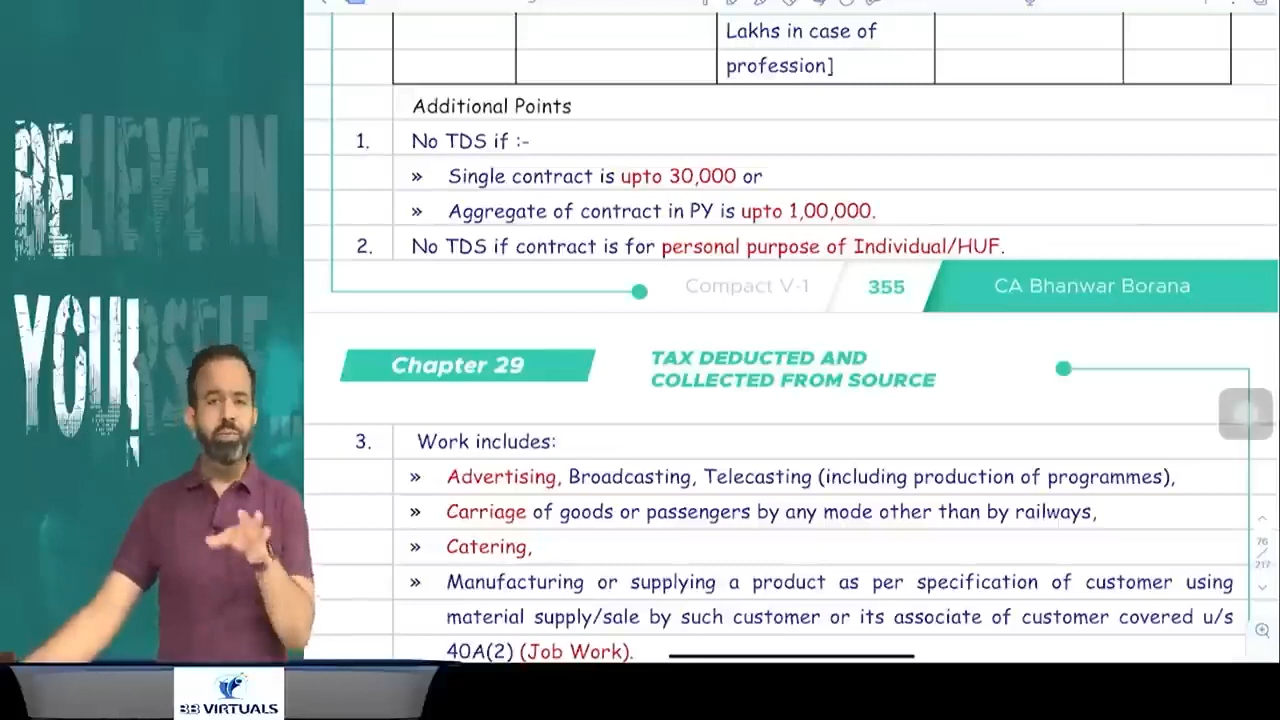 BELIEVE IN
YOURSELF
Lakhs in case of
profession]
Additional Points
1. No TDS if :-
» Single contract is upto 30,000 or
» Aggregate of contract in PY is upto 1,00,000.
2. No TDS if contract is for personal purpose of Individual/HUF.
Compact V-1 355 CA Bhanwar Borana
Chapter 29
TAX DEDUCTED AND
COLLECTED FROM SOURCE
3. Work includes:
» Advertising, Broadcasting, Telecasting (including production of programmes),
» Carriage of goods or passengers by any mode other than by railways,
» Catering,
» Manufacturing or supplying a product as per specification of customer using
material supply/sale by such customer or its associate of customer covered u/s
40A(2) (Job Work).
76
/
217
BB VIRTUALS